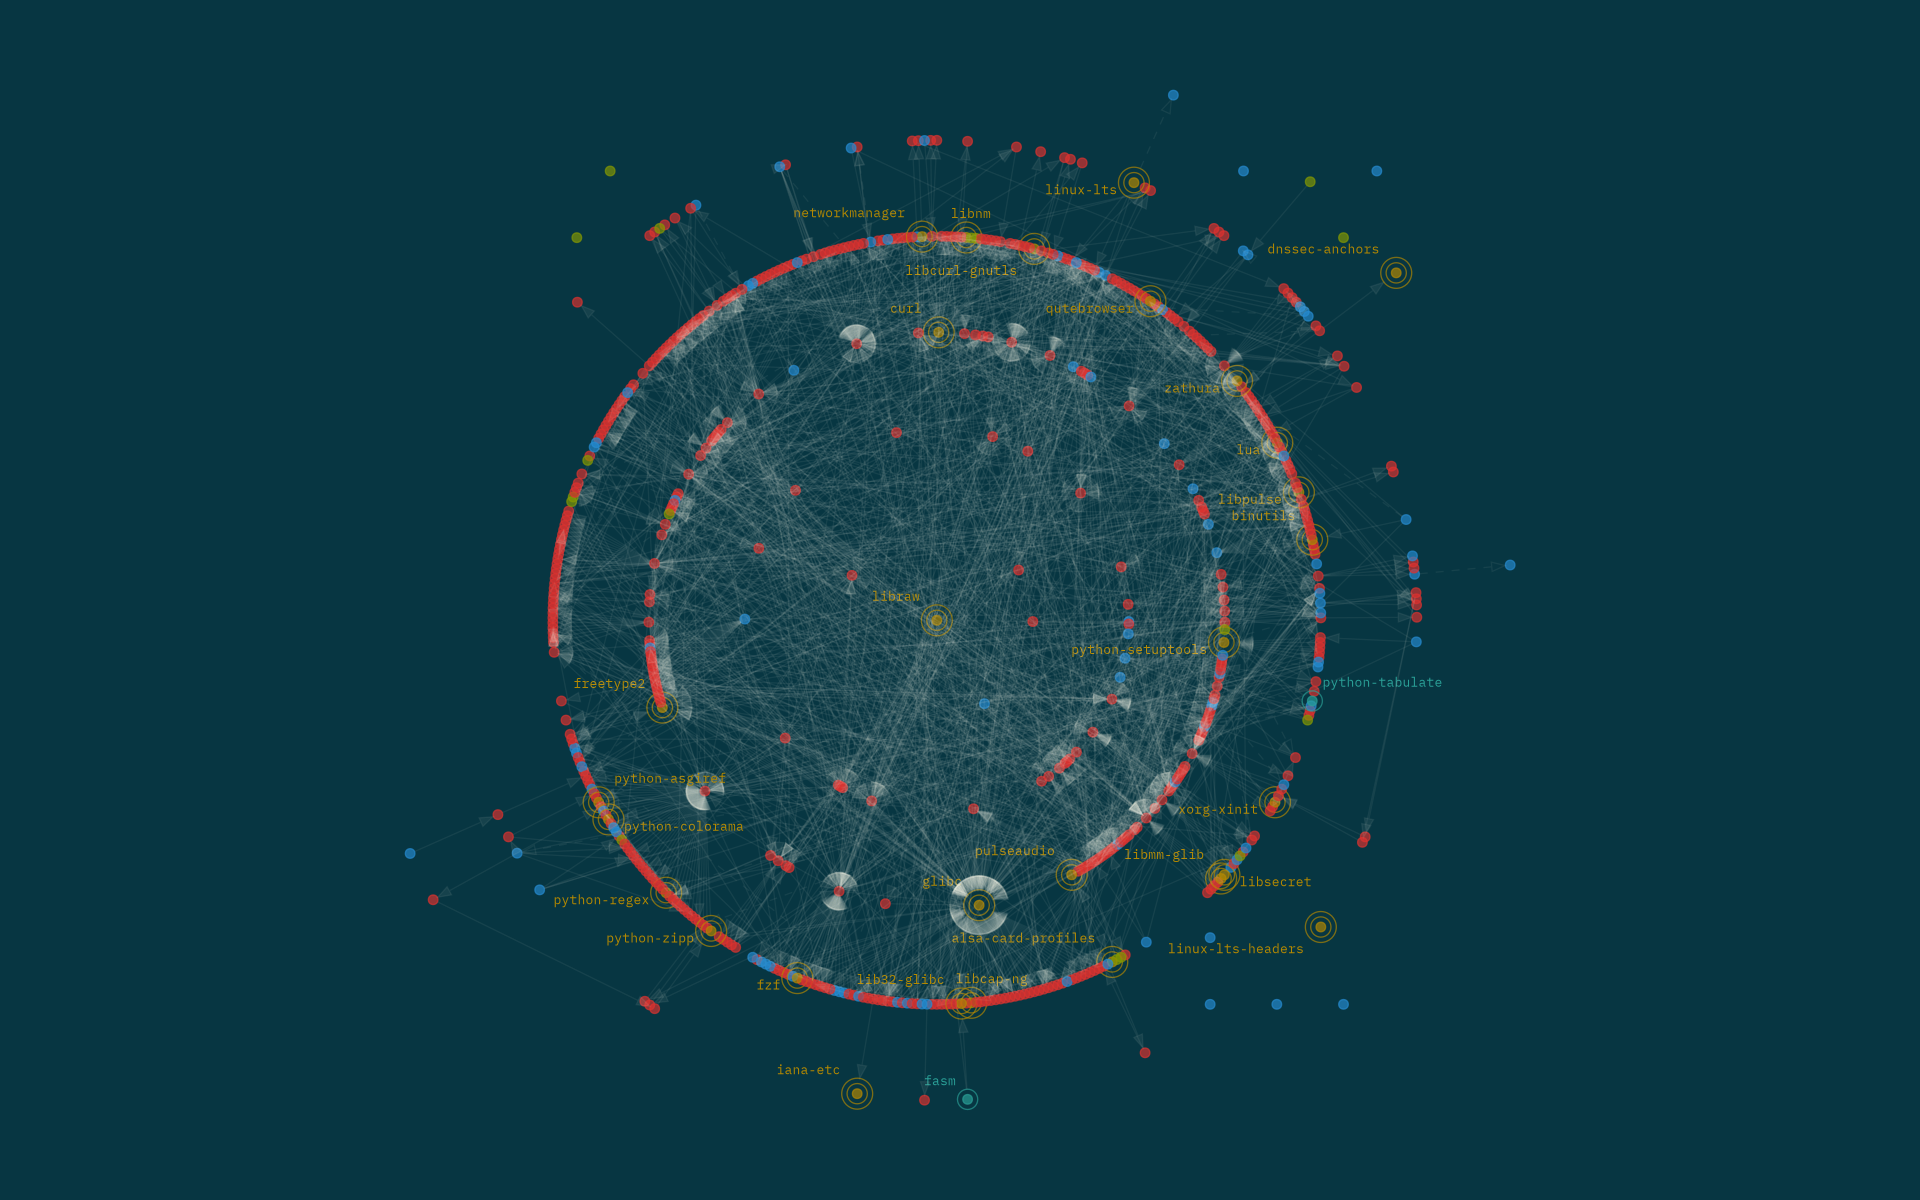 linux-lts
networkmanager
libnm
dnssec-anchors
libcurl-gnutls
curl
qutebrowser
zathura
lua
libpulse
binutils
libraw
python-setuptools
freetype2
python-tabulate
python-asgiref
xorg-xinit
python-colorama
pulseaudio
libmm-glib
glibc
libsecret
python-regex
python-zipp
alsa-card-profiles
linux-lts-headers
lib32-glibc
libcap-ng
fzf
iana-etc
fasm